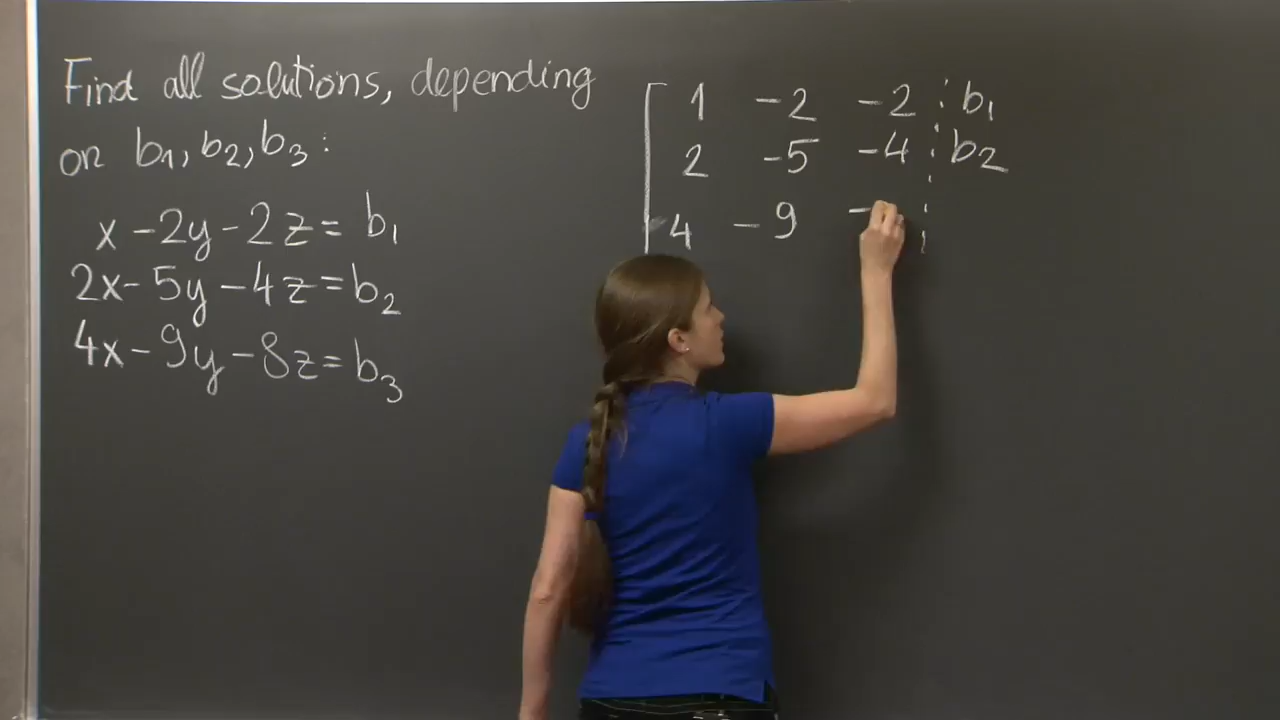 Find all solutions, depending
on b₁, b₂, b₃ :
x - 2y - 2z = b₁
2x - 5y - 4z = b₂
4x - 9y - 8z = b₃
[ 1 -2 -2 ⋮ b₁
2 -5 -4 ⋮ b₂
4 -9 - ⋮